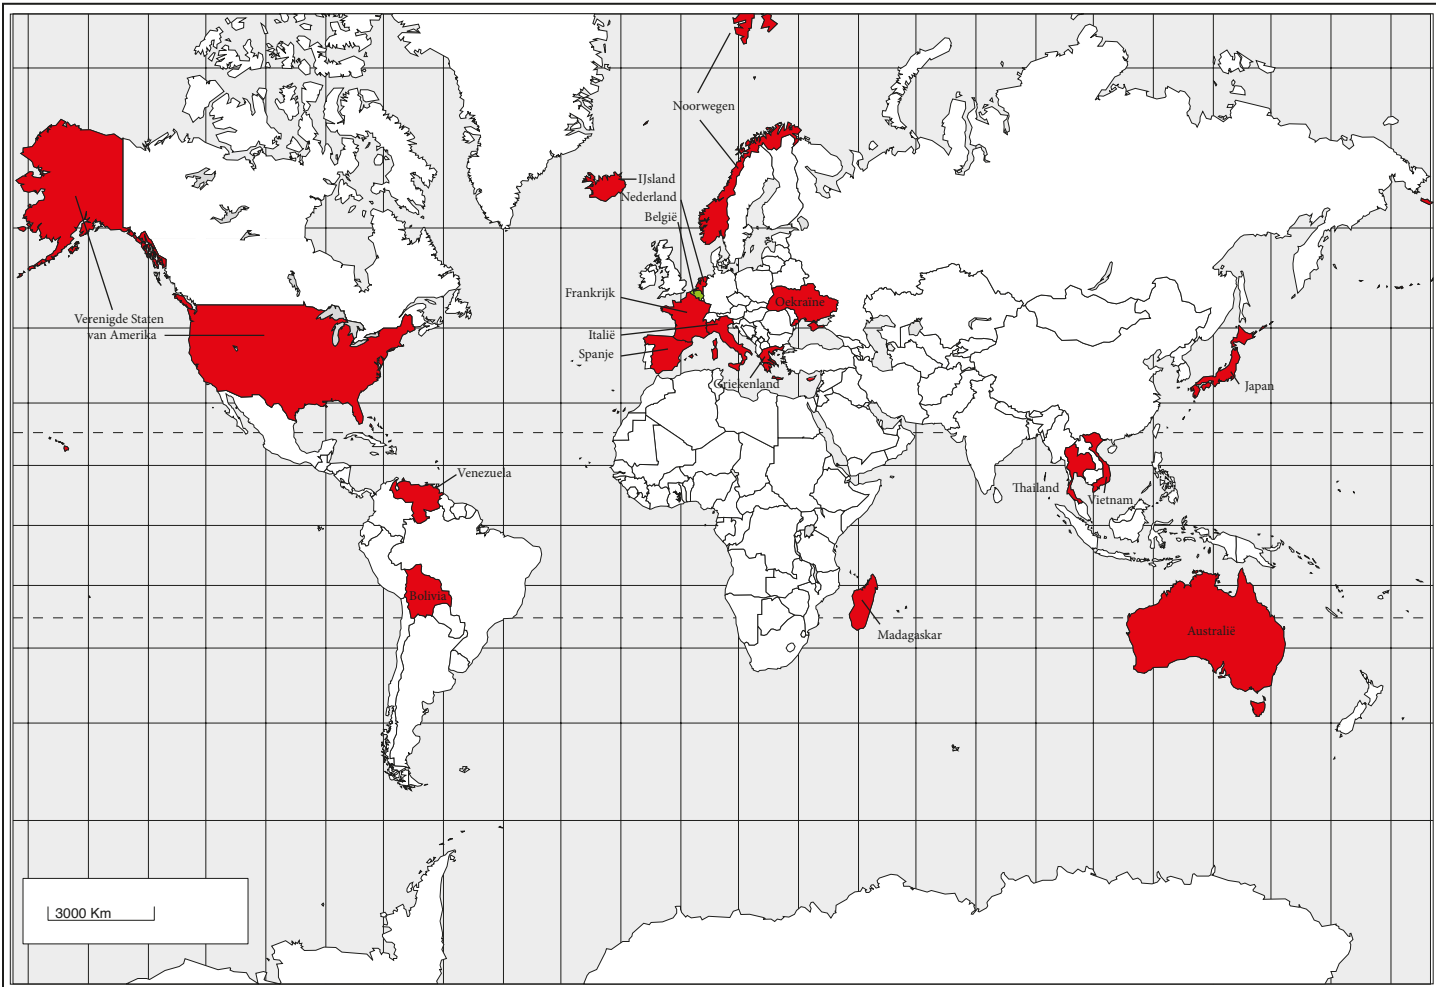 Noorwegen
IJsland
Nederland
België
Frankrijk
Oekraïne
Verenigde Staten
van Amerika
Italië
Spanje
Griekenland
Japan
Venezuela
Thailand
Vietnam
Bolivia
Madagaskar
Australië
3000 Km